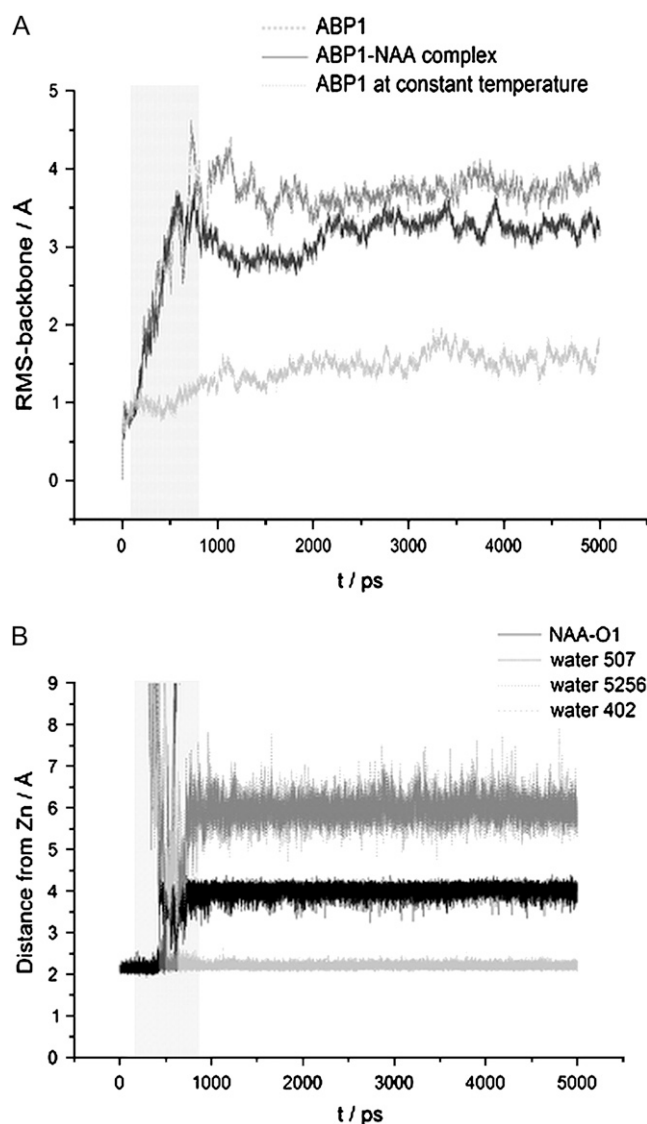 A
ABP1
ABP1-NAA complex
ABP1 at constant temperature
5
4
3
2
1
0
RMS-backbone / Å
0 1000 2000 3000 4000 5000
t / ps
B
NAA-O1
water 507
water 5256
water 402
9
8
7
6
5
4
3
2
1
0
Distance from Zn / Å
0 1000 2000 3000 4000 5000
t / ps